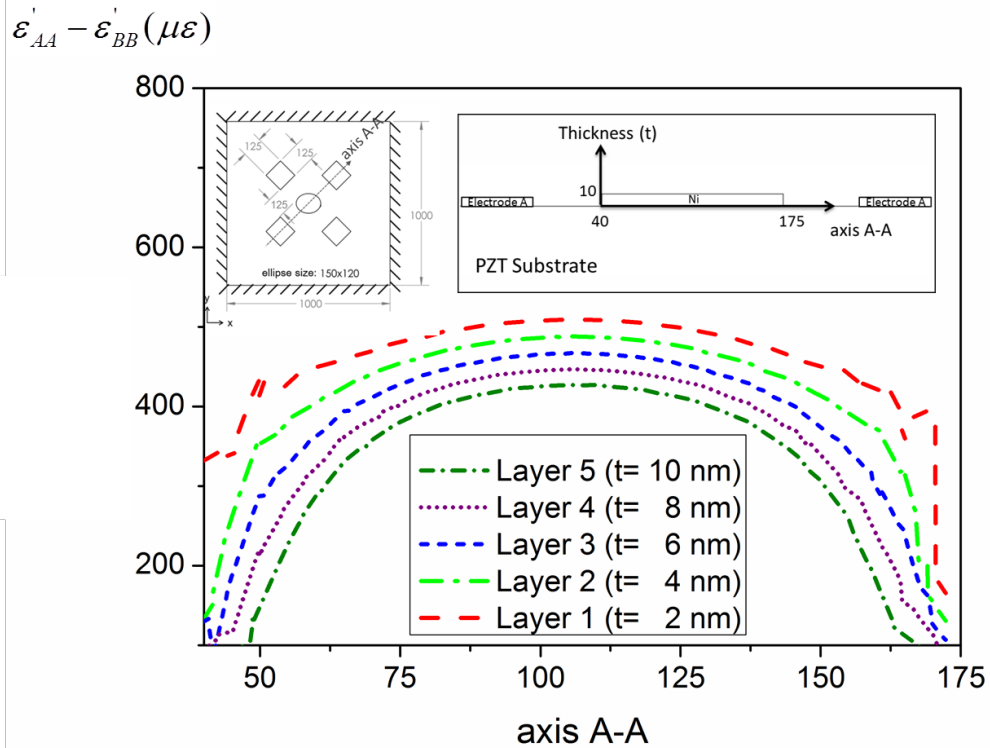 ε'AA − ε'BB (με)
800
600
400
200
50
75
100
125
150
175
axis A-A
125
125
125
axis A-A
1000
1000
ellipse size: 150x120
y
x
Thickness (t)
10
Ni
Electrode A
Electrode A
40
175
axis A-A
PZT Substrate
Layer 5 (t= 10 nm)
Layer 4 (t= 8 nm)
Layer 3 (t= 6 nm)
Layer 2 (t= 4 nm)
Layer 1 (t= 2 nm)